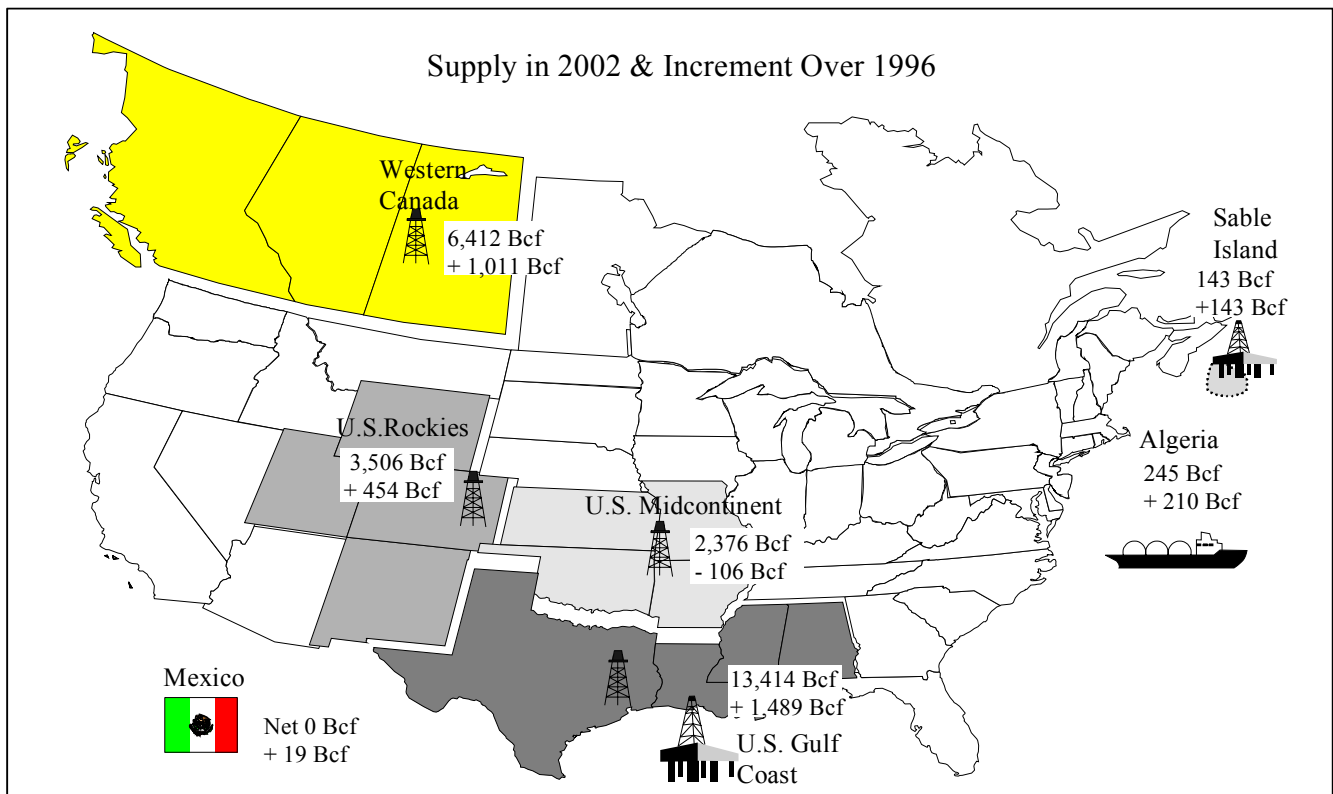 Supply in 2002 & Increment Over 1996
Western
Canada
6,412 Bcf
+ 1,011 Bcf
Sable
Island
143 Bcf
+143 Bcf
U.S.Rockies
3,506 Bcf
+ 454 Bcf
Algeria
245 Bcf
+ 210 Bcf
U.S. Midcontinent
2,376 Bcf
- 106 Bcf
Mexico
Net 0 Bcf
+ 19 Bcf
13,414 Bcf
+ 1,489 Bcf
U.S. Gulf
Coast